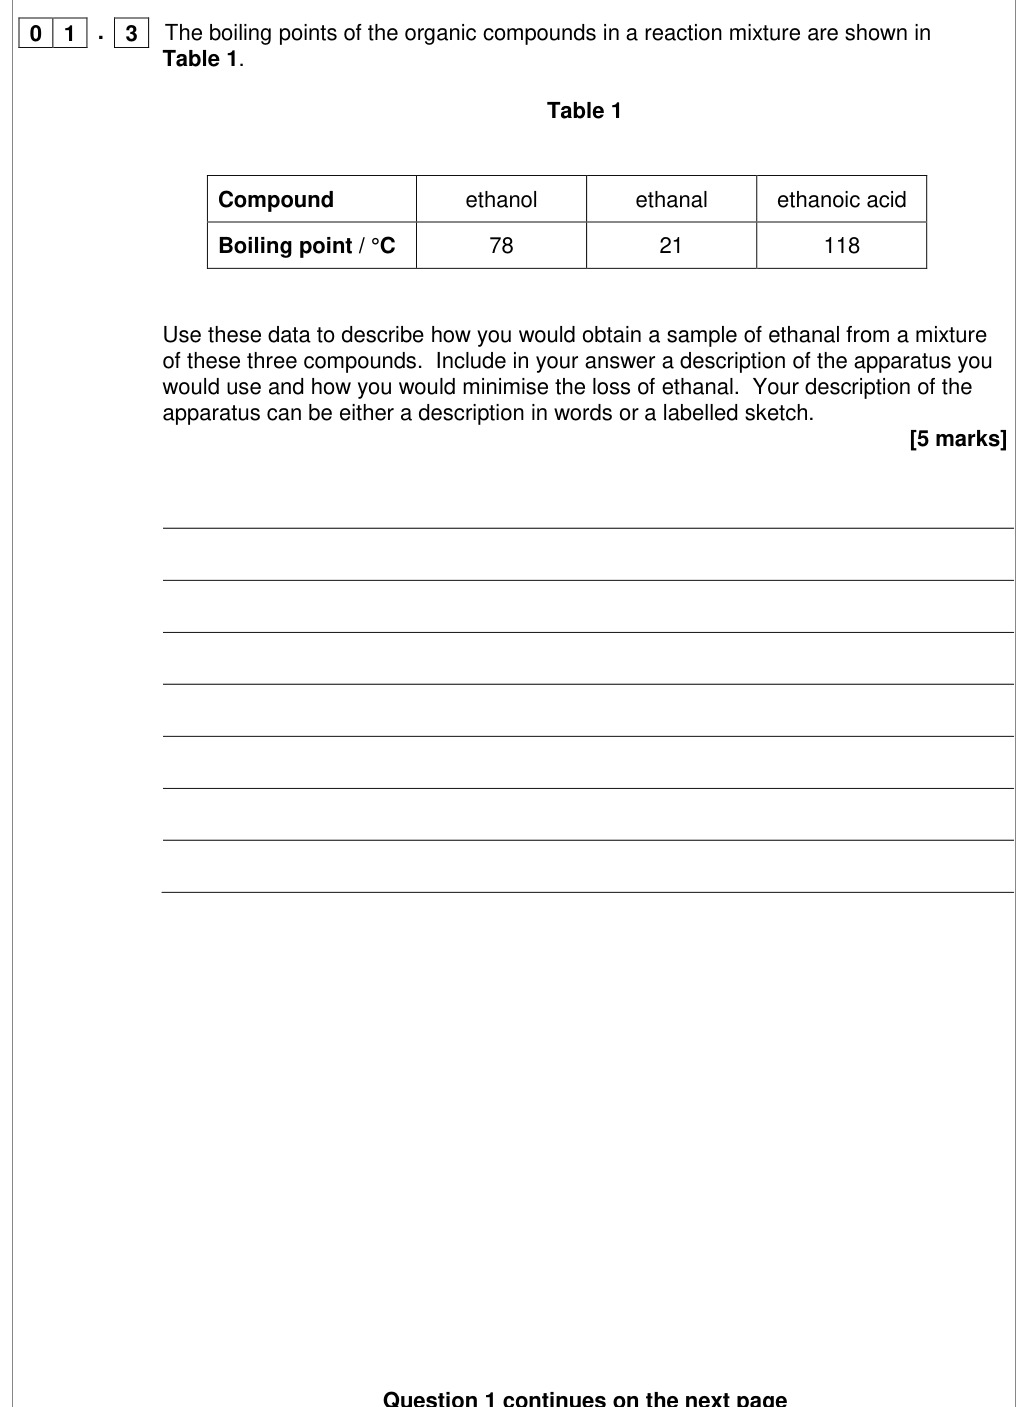 0 1 . 3 The boiling points of the organic compounds in a reaction mixture are shown in
Table 1.
Table 1
Compound ethanol ethanal ethanoic acid
Boiling point / °C 78 21 118
Use these data to describe how you would obtain a sample of ethanal from a mixture
of these three compounds. Include in your answer a description of the apparatus you
would use and how you would minimise the loss of ethanal. Your description of the
apparatus can be either a description in words or a labelled sketch.
[5 marks]
Question 1 continues on the next page